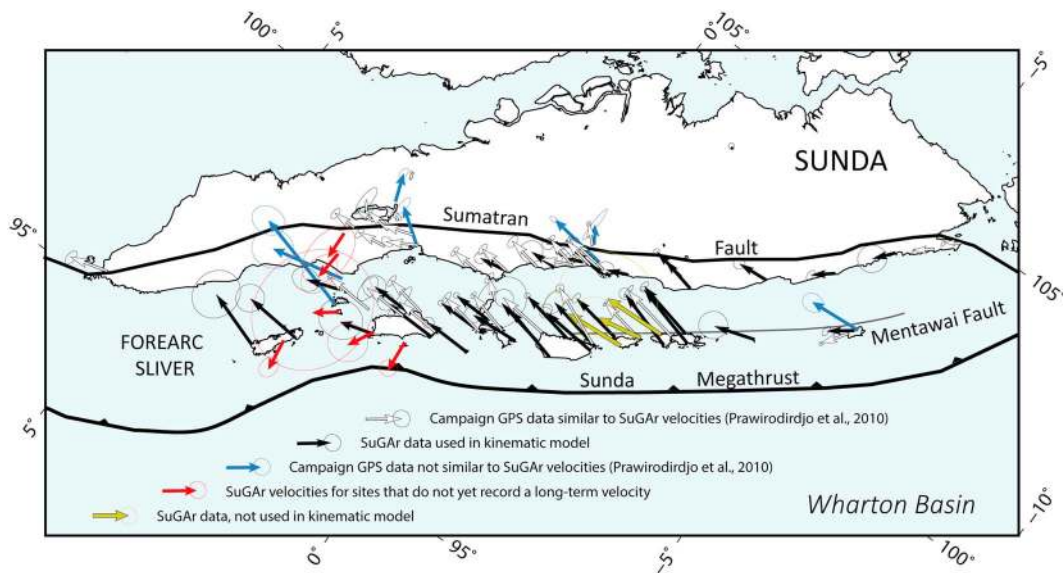 100° 5° 0° 105°
-5°
SUNDA
Sumatran
Fault
95°
105°
FOREARC
SLIVER
Mentawai Fault
Sunda Megathrust
5°
Campaign GPS data similar to SuGAr velocities (Prawirodirdjo et al., 2010)
SuGAr data used in kinematic model
Campaign GPS data not similar to SuGAr velocities (Prawirodirdjo et al., 2010)
SuGAr velocities for sites that do not yet record a long-term velocity
SuGAr data, not used in kinematic model
Wharton Basin
-10°
0° 95° -5° 100°